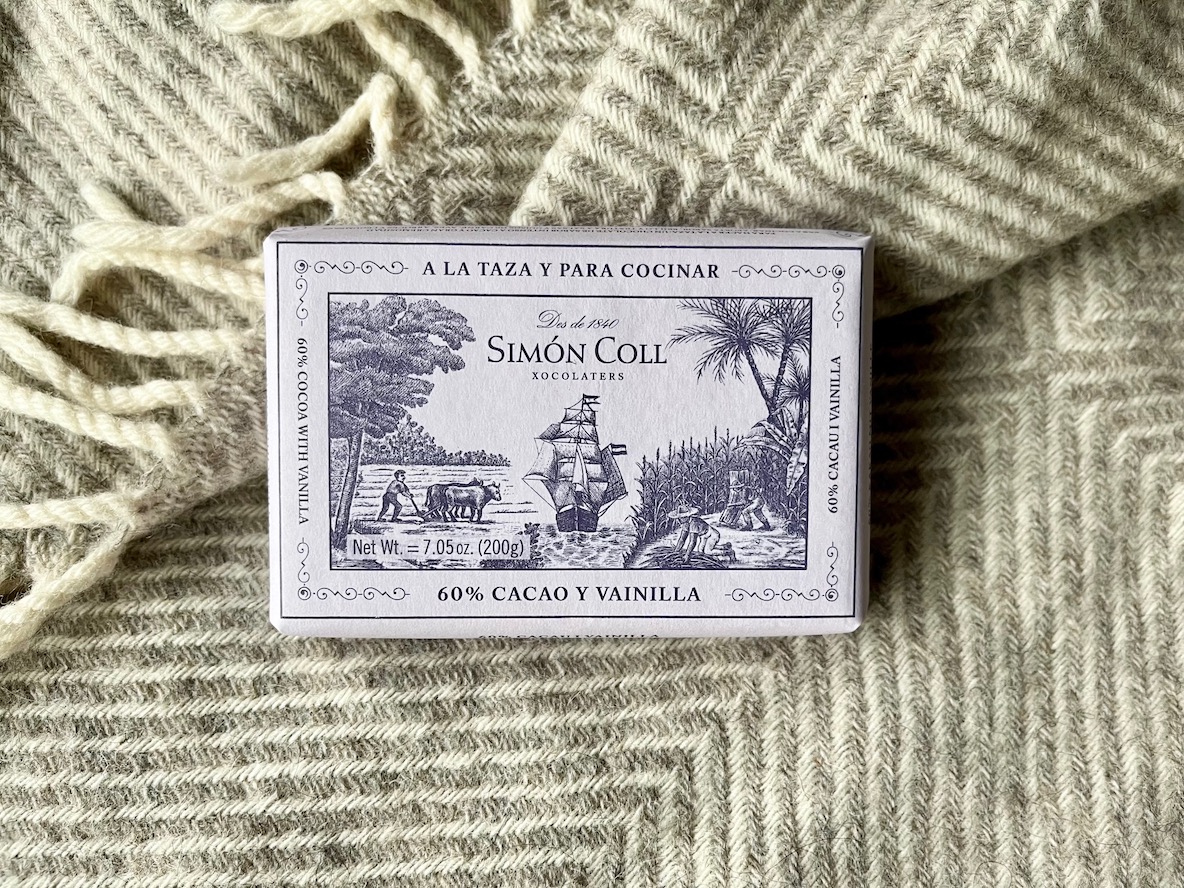 A LA TAZA Y PARA COCINAR
Des de 1840
SIMÓN COLL
XOCOLATERS
60% COCOA WITH VANILLA
60% CACAU I VAINILLA
Net Wt. = 7.05 oz. (200g)
60% CACAO Y VAINILLA